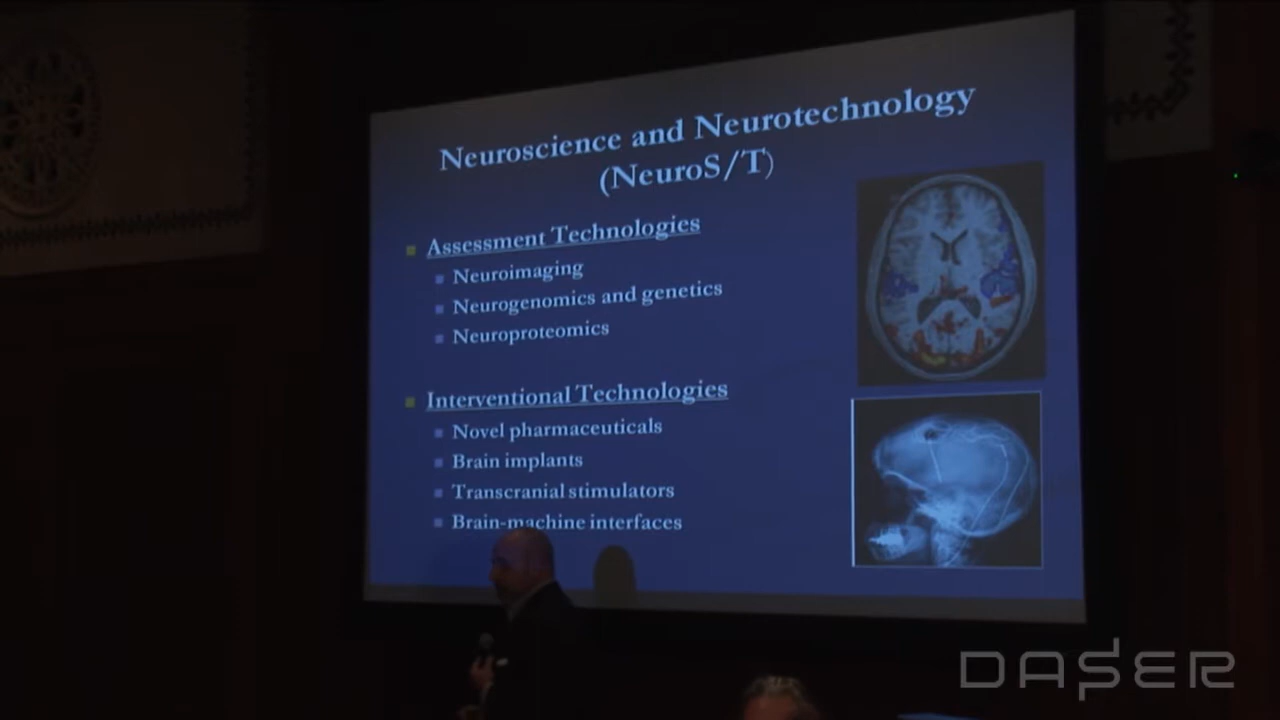 Neuroscience and Neurotechnology
(NeuroS/T)
Assessment Technologies
Neuroimaging
Neurogenomics and genetics
Neuroproteomics
Interventional Technologies
Novel pharmaceuticals
Brain implants
Transcranial stimulators
Brain-machine interfaces
DASER